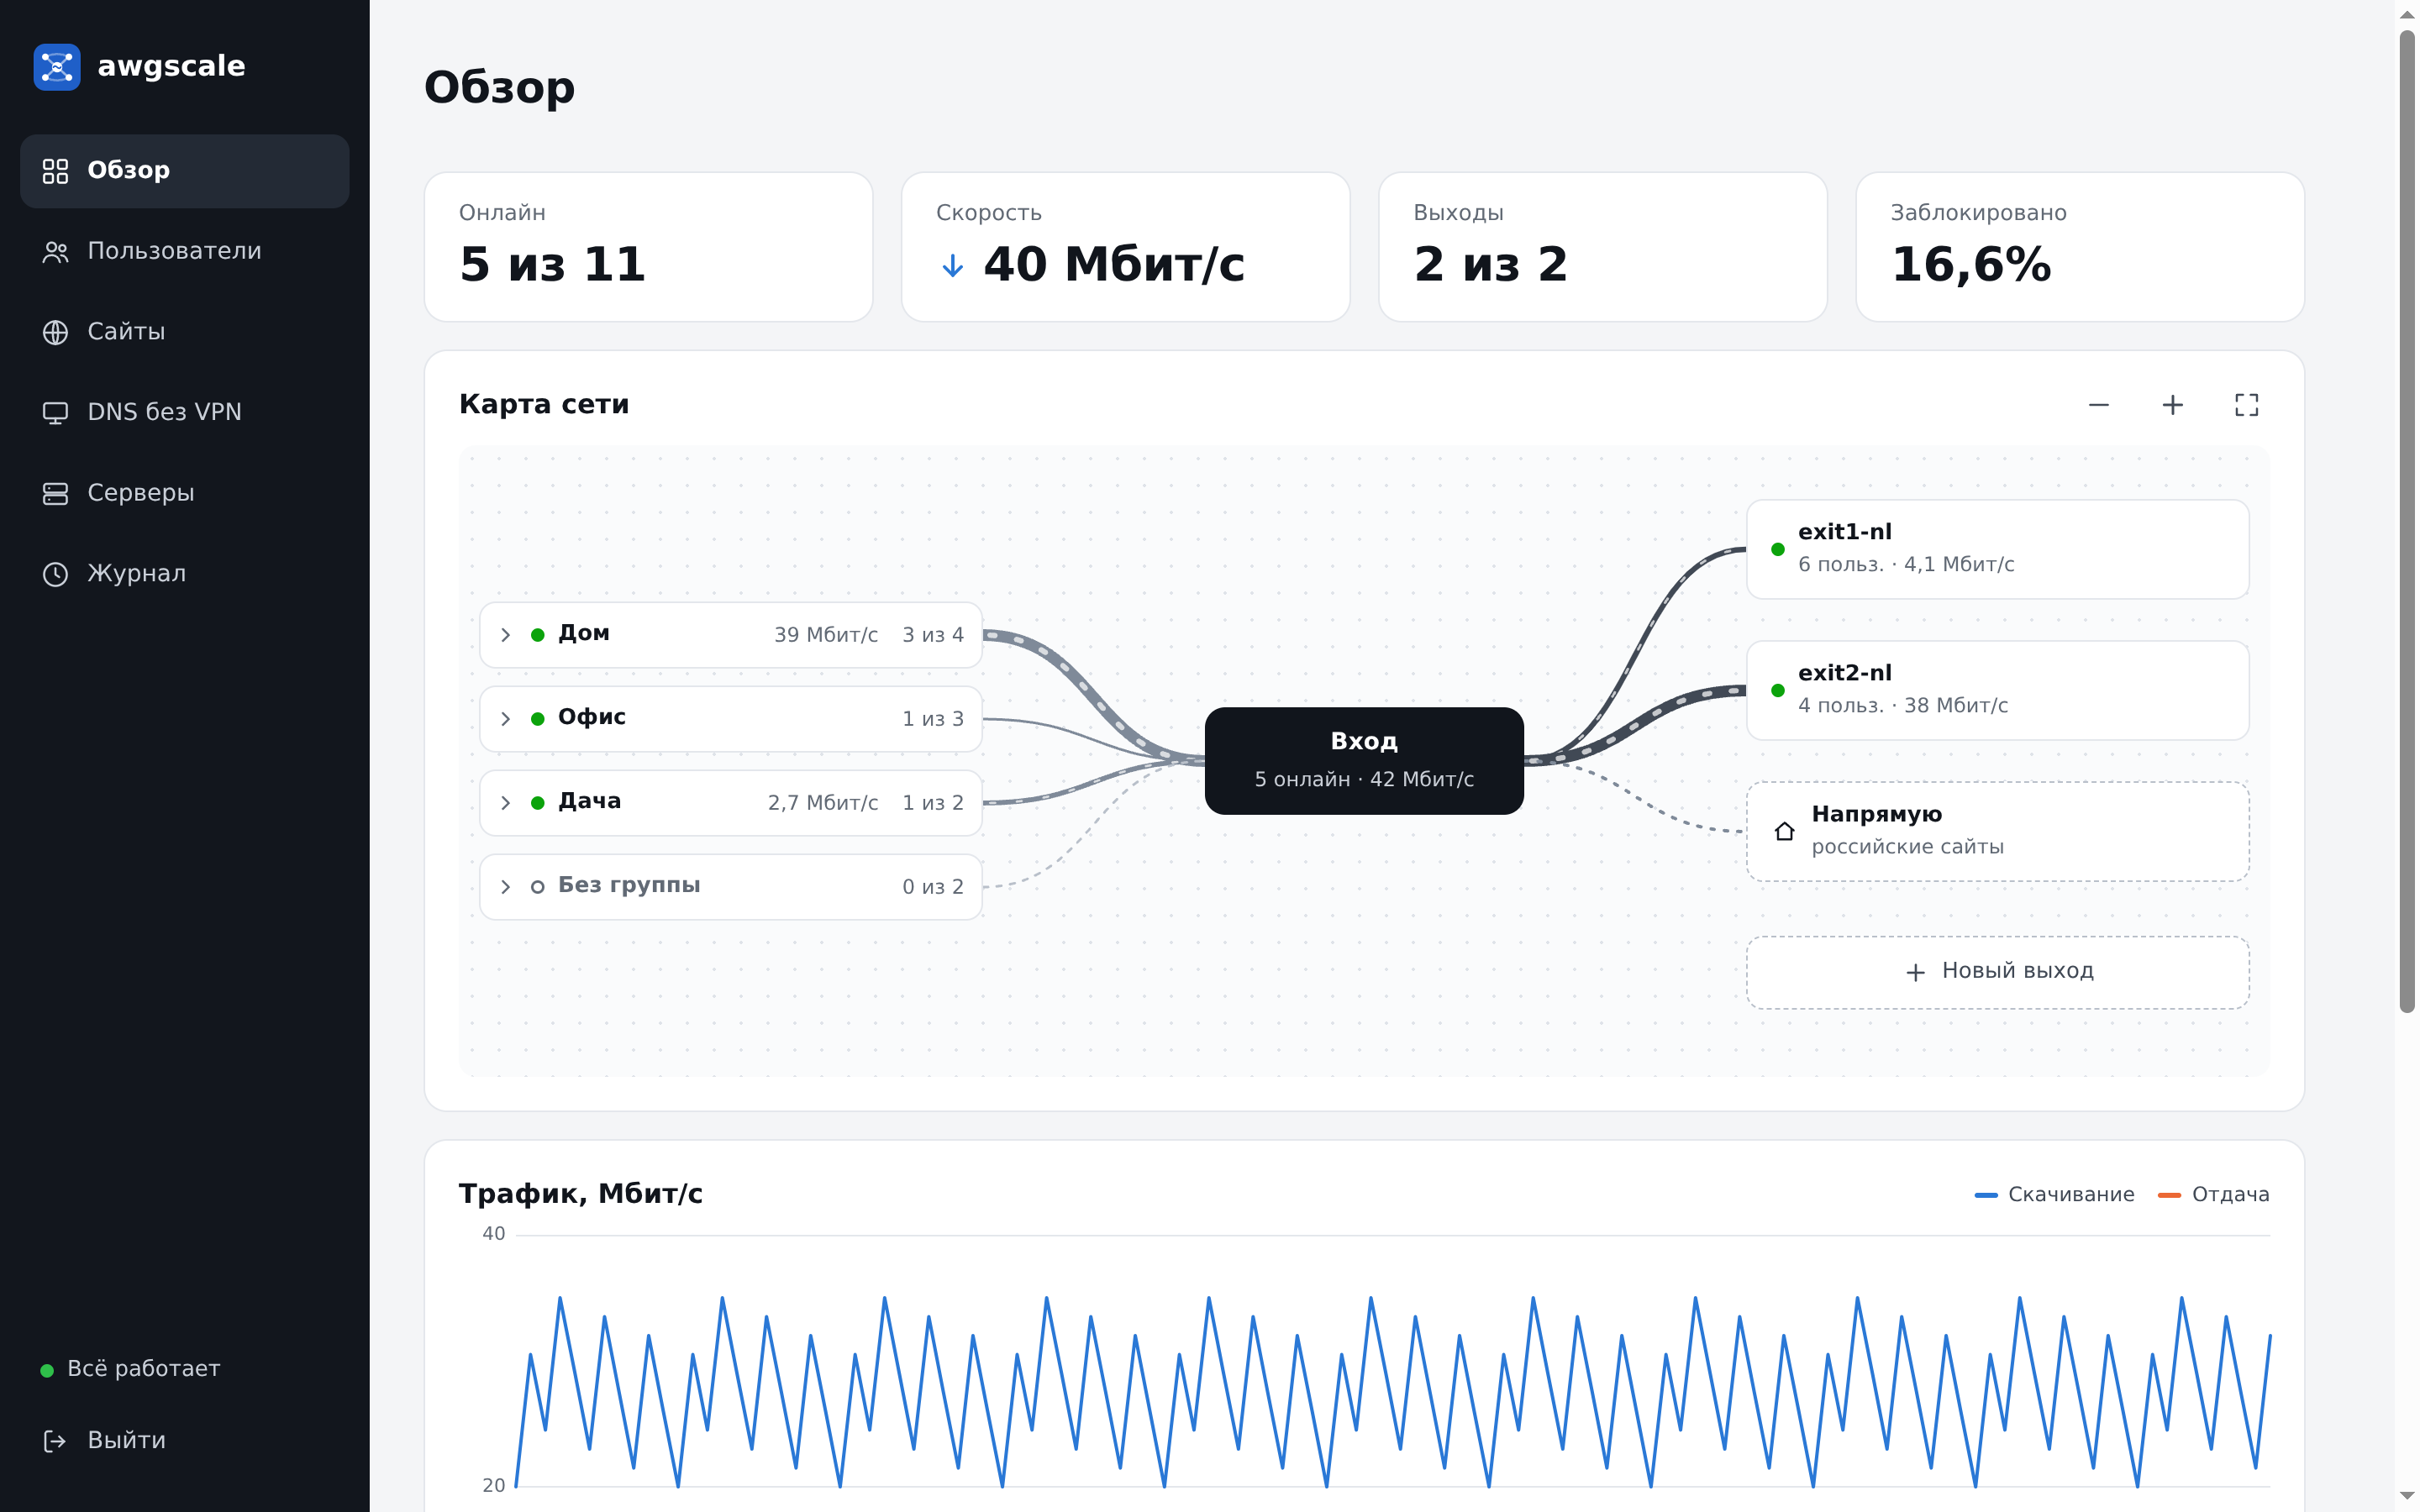 awgscale
Обзор
Пользователи
Сайты
DNS без VPN
Серверы
Журнал
Всё работает
Выйти
Обзор
Онлайн
5 из 11
Скорость
40 Мбит/с
Выходы
2 из 2
Заблокировано
16,6%
Карта сети
Дом 39 Мбит/с 3 из 4
Офис 1 из 3
Дача 2,7 Мбит/с 1 из 2
Без группы 0 из 2
Вход
5 онлайн · 42 Мбит/с
exit1-nl
6 польз. · 4,1 Мбит/с
exit2-nl
4 польз. · 38 Мбит/с
Напрямую
российские сайты
Новый выход
Трафик, Мбит/с
Скачивание Отдача
40
20